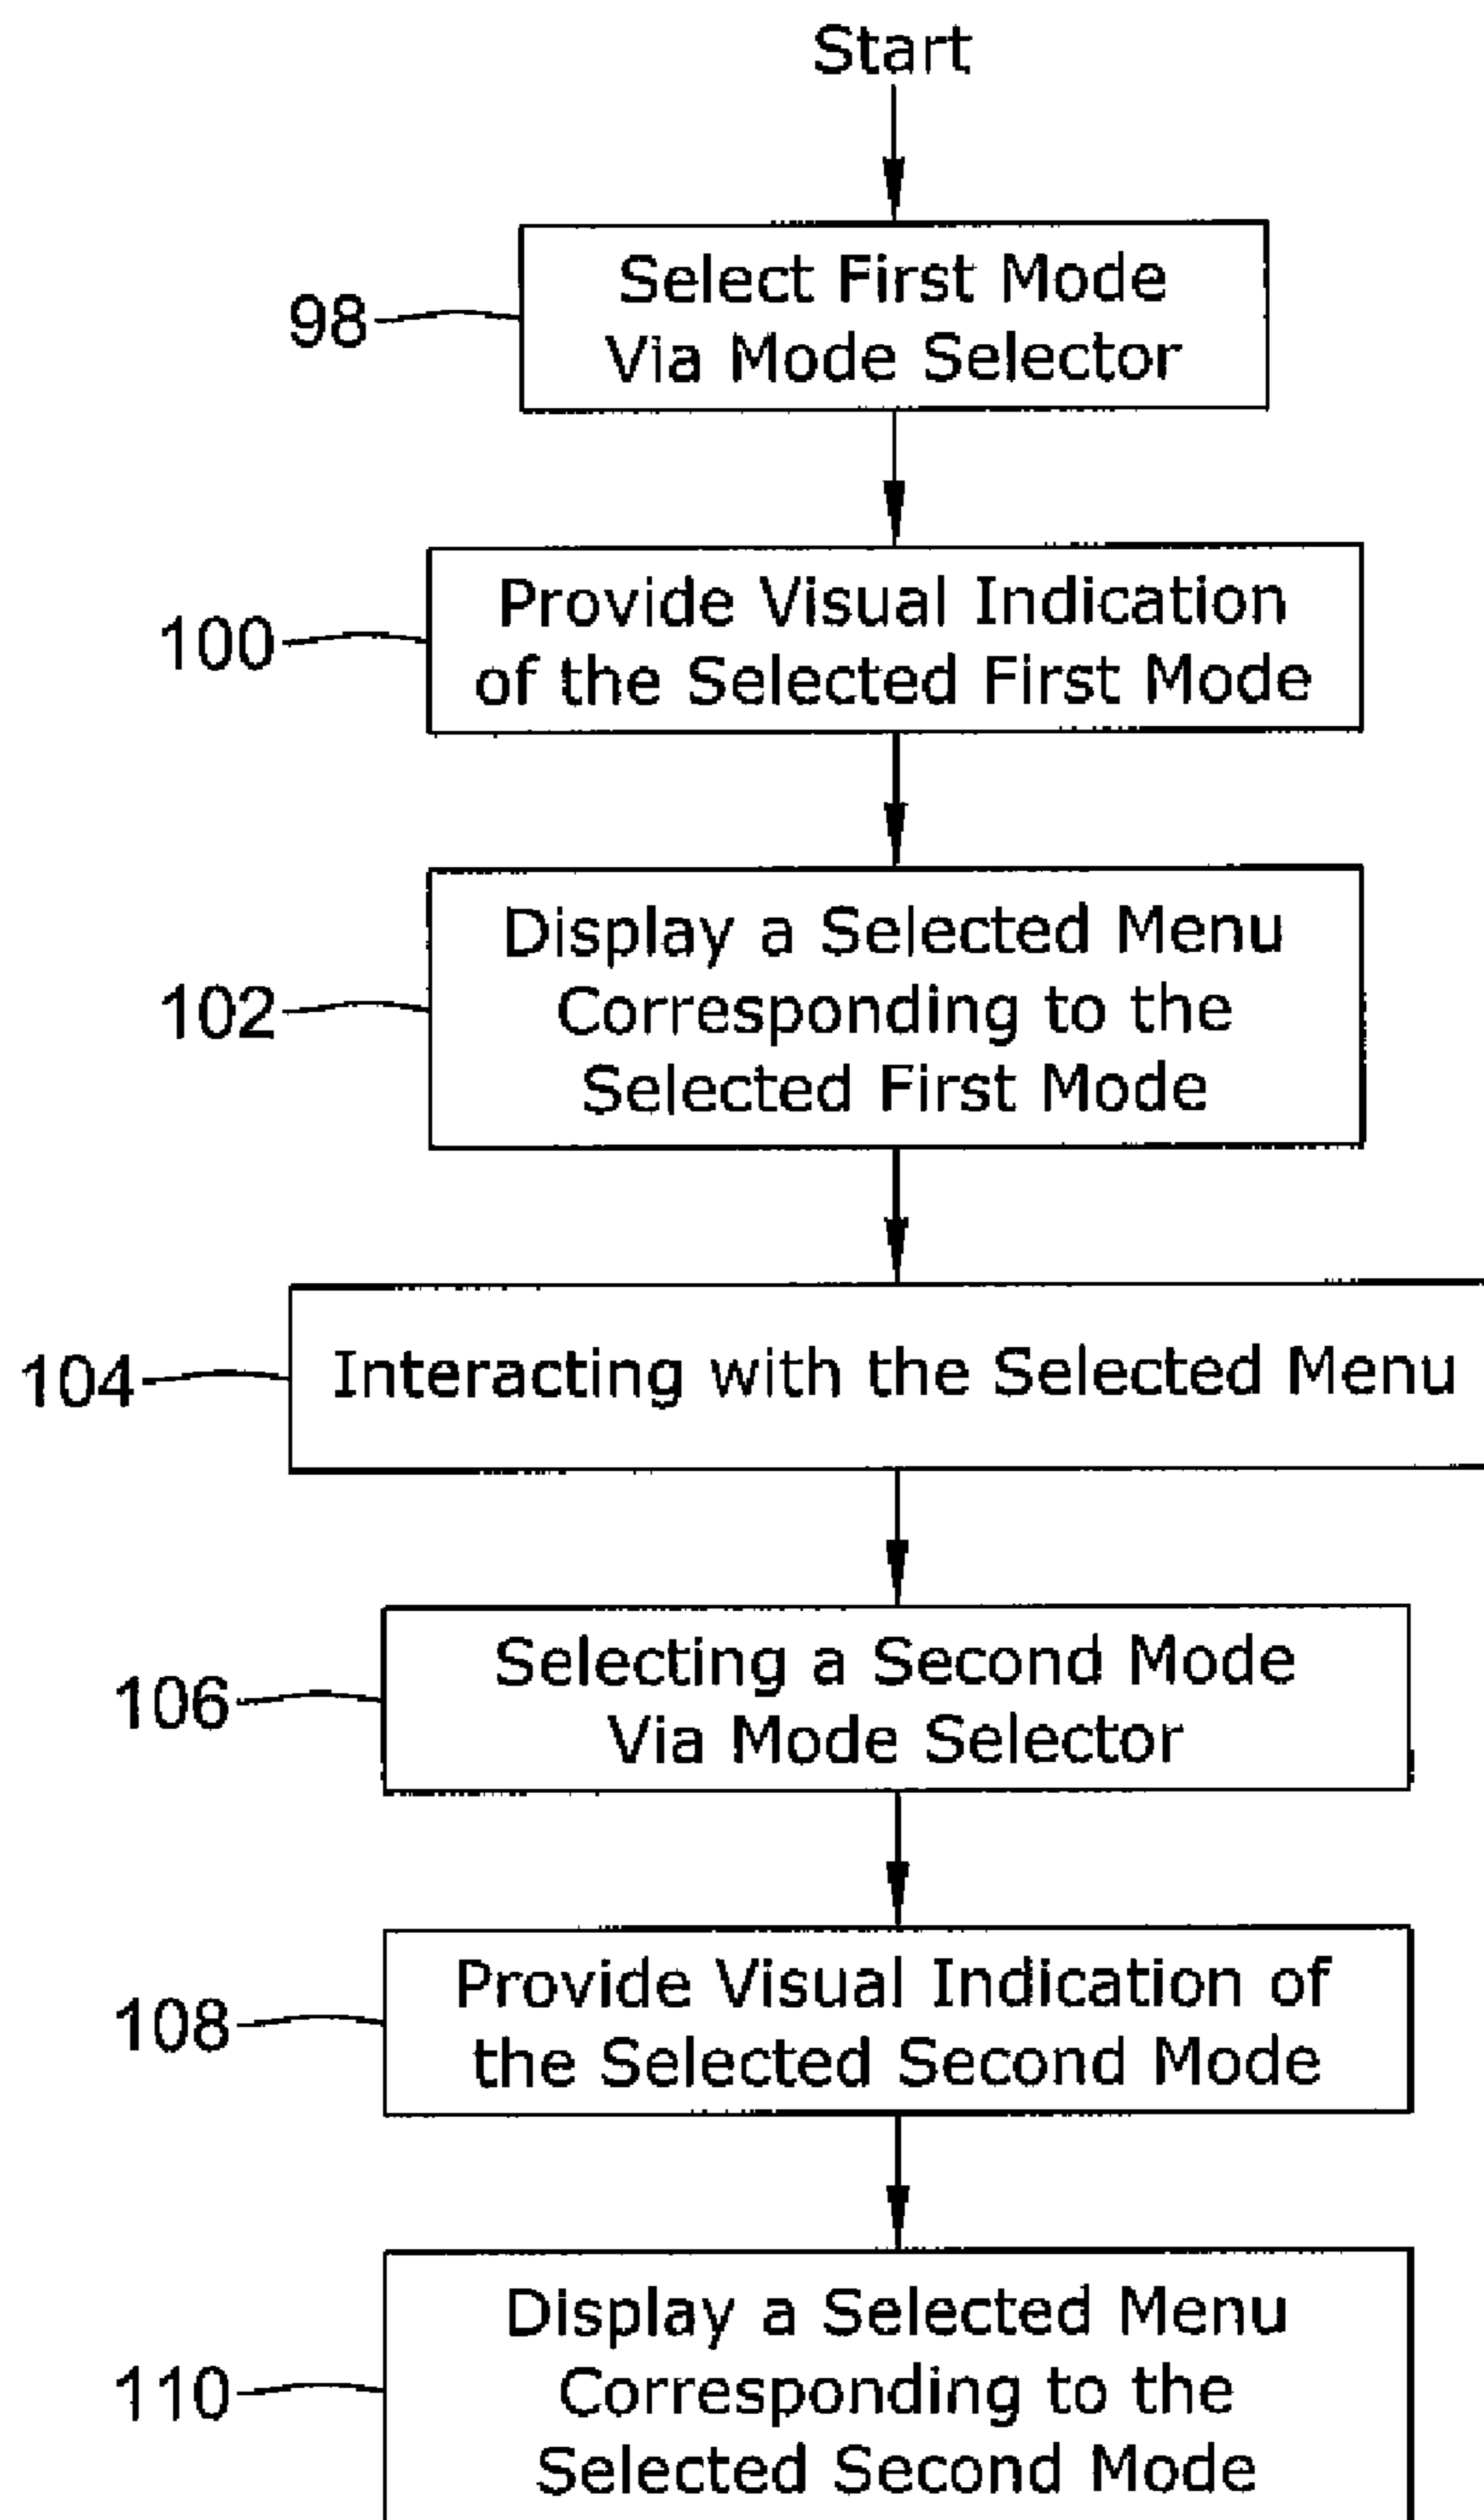 Start
98
Select First Mode
Via Mode Selector
100
Provide Visual Indication
of the Selected First Mode
102
Display a Selected Menu
Corresponding to the
Selected First Mode
104
Interacting with the Selected Menu
106
Selecting a Second Mode
Via Mode Selector
108
Provide Visual Indication of
the Selected Second Mode
110
Display a Selected Menu
Corresponding to the
Selected Second Mode